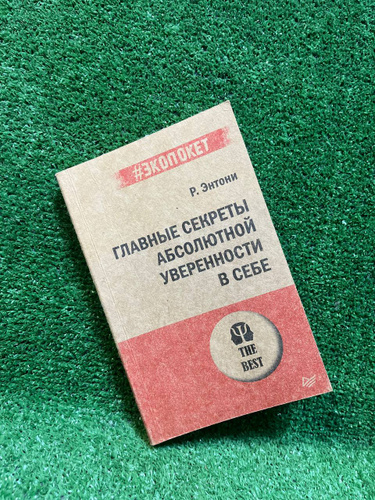 #ЭКОПОКЕТ
Р. Энтони
ГЛАВНЫЕ СЕКРЕТЫ
АБСОЛЮТНОЙ
УВЕРЕННОСТИ
В СЕБЕ
Ψ
THE
BEST